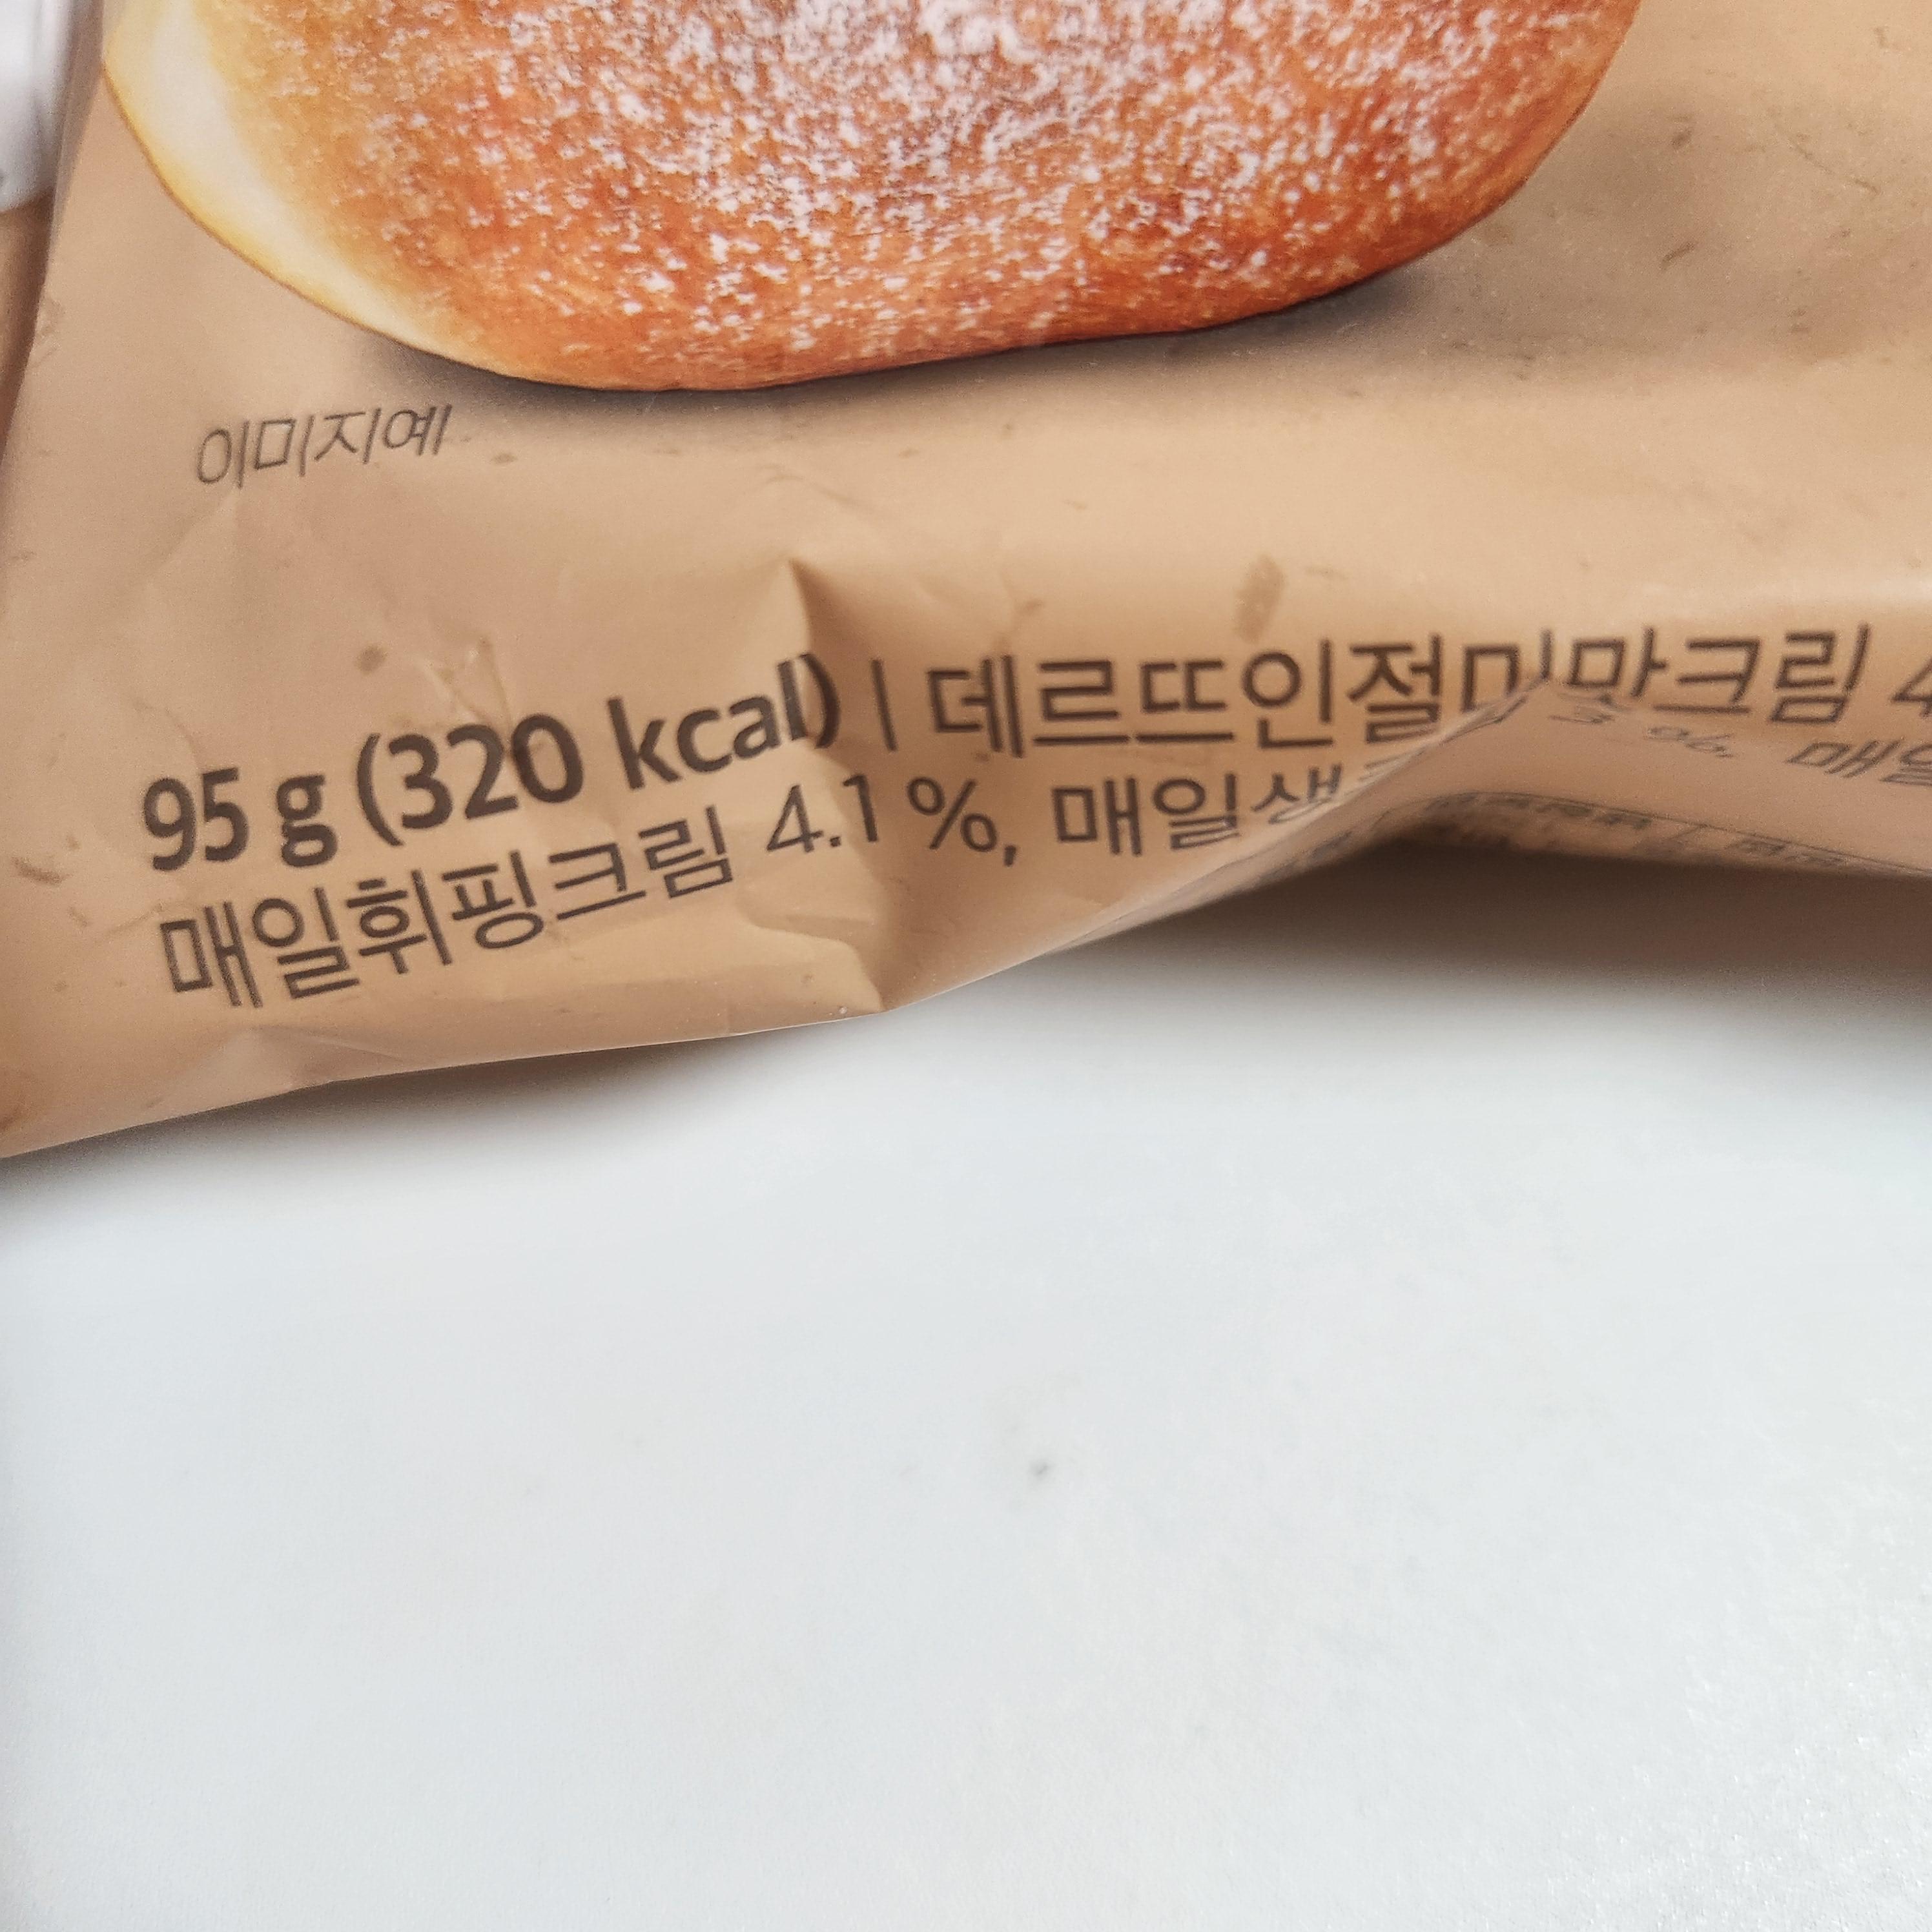 이미지예
95 g (320 kcal) | 데르뜨인절미맛크림 4
매일휘핑크림 4.1 %, 매일생